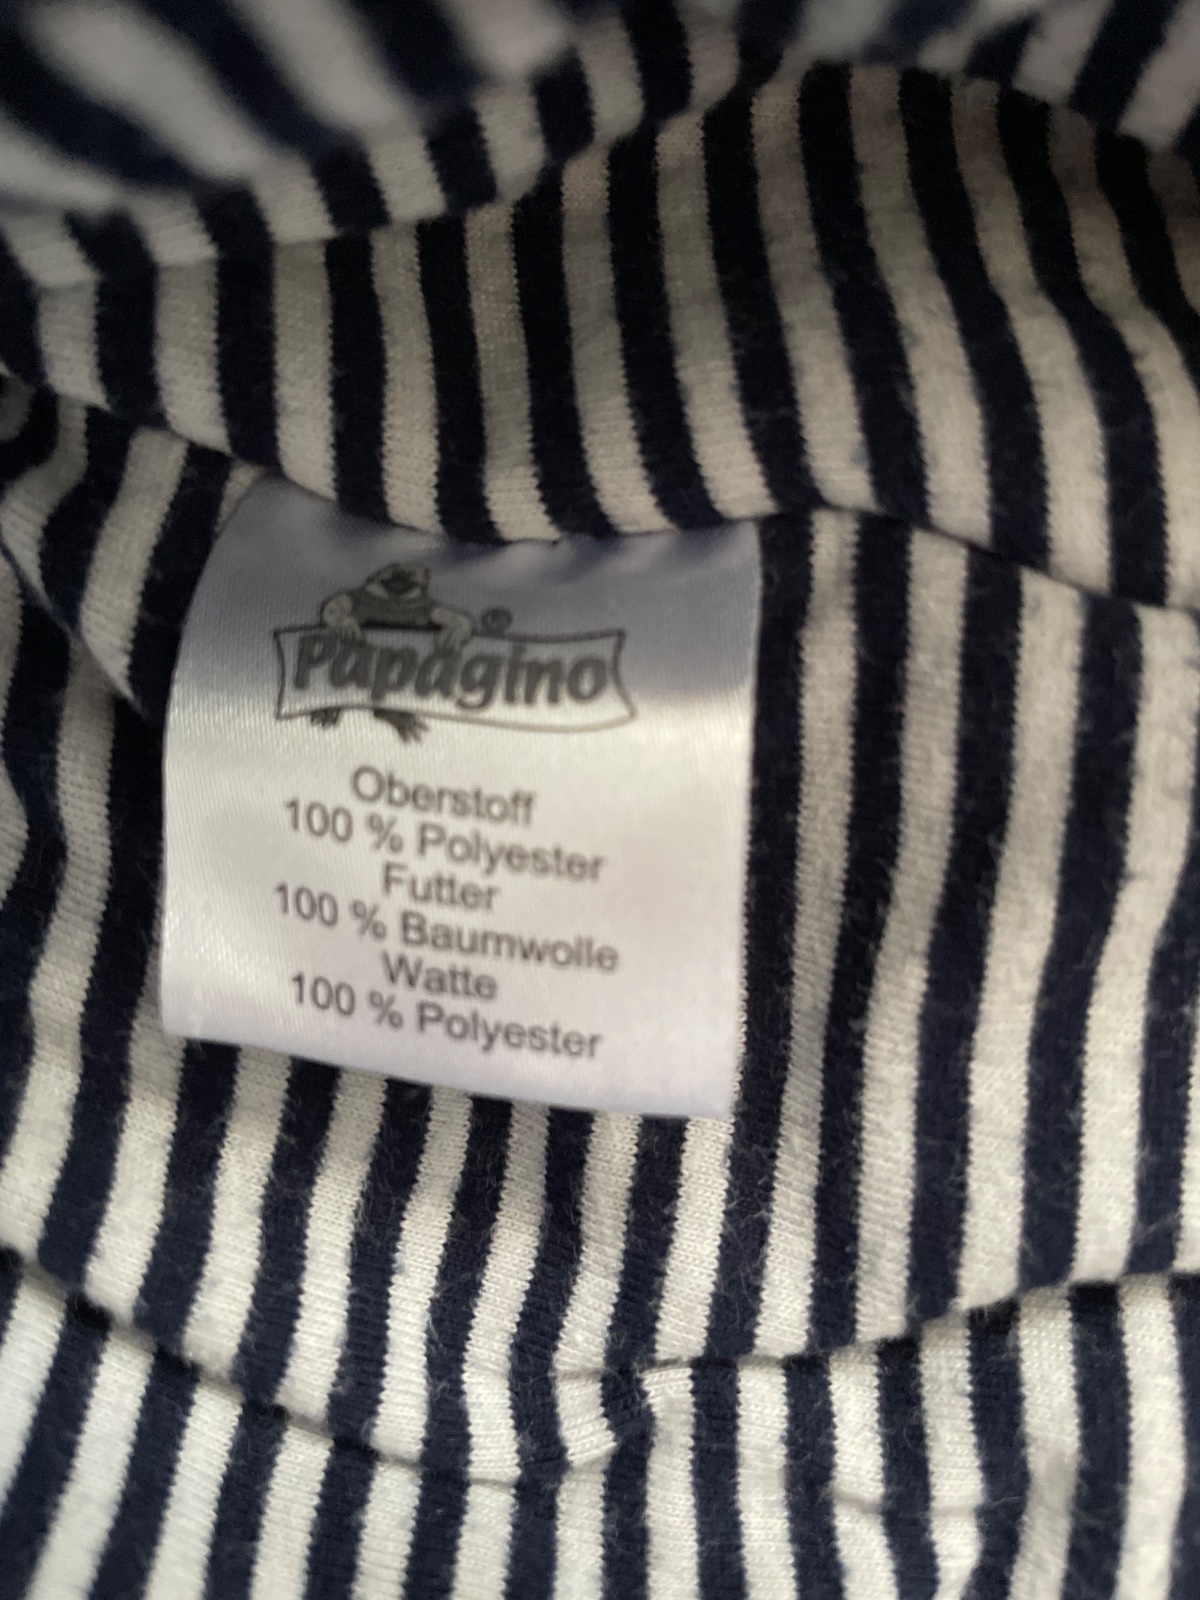 Papagino®
Oberstoff
100 % Polyester
Futter
100 % Baumwolle
Watte
100 % Polyester